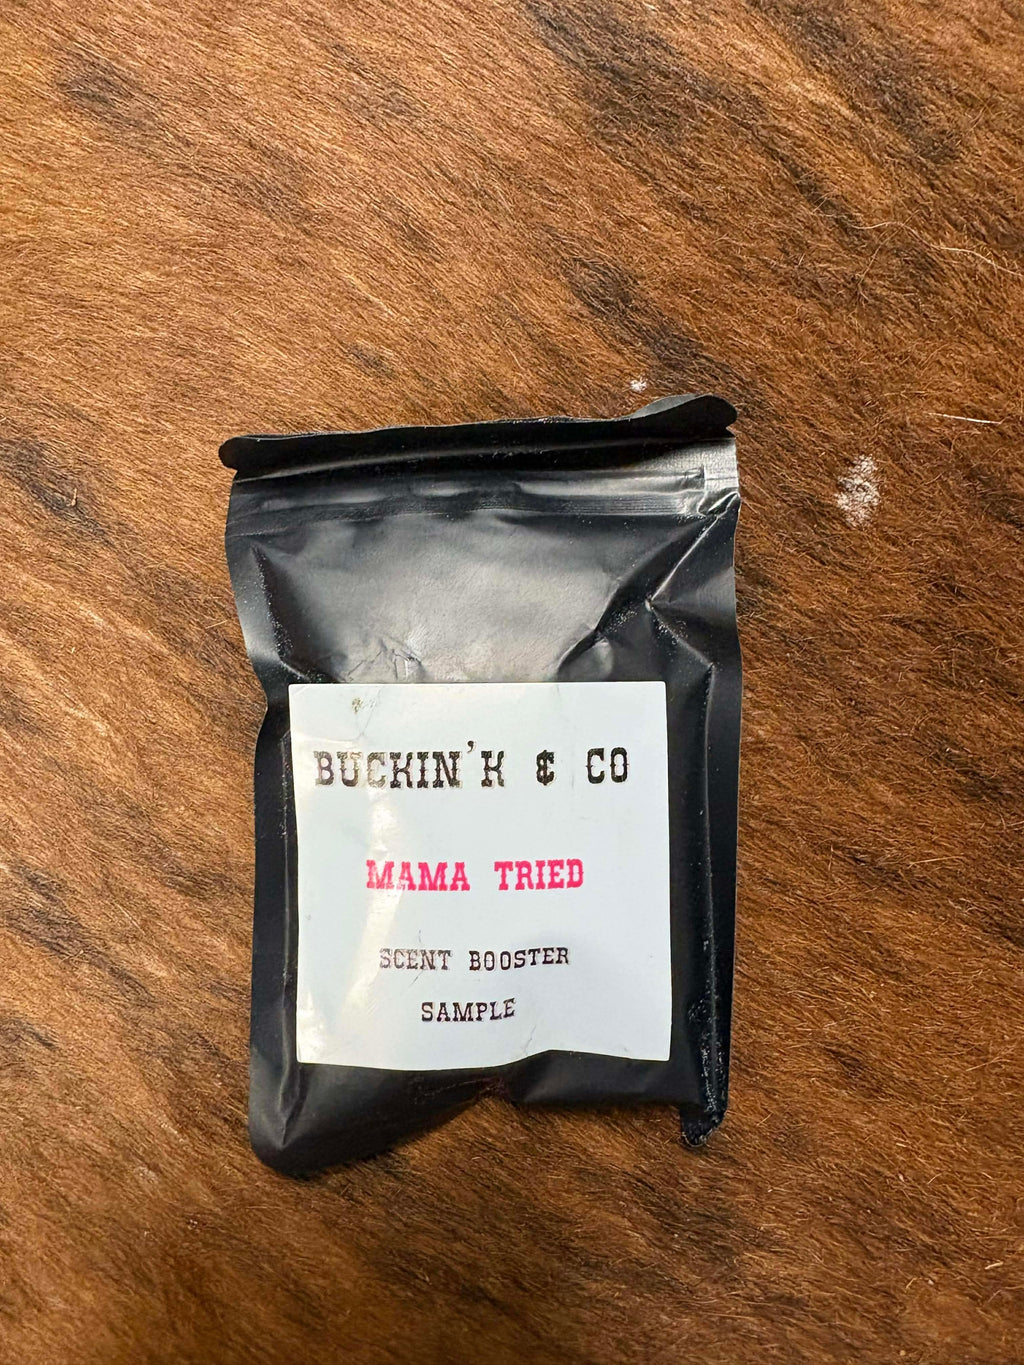 BUCKIN'K & CO
MAMA TRIED
SCENT BOOSTER
SAMPLE